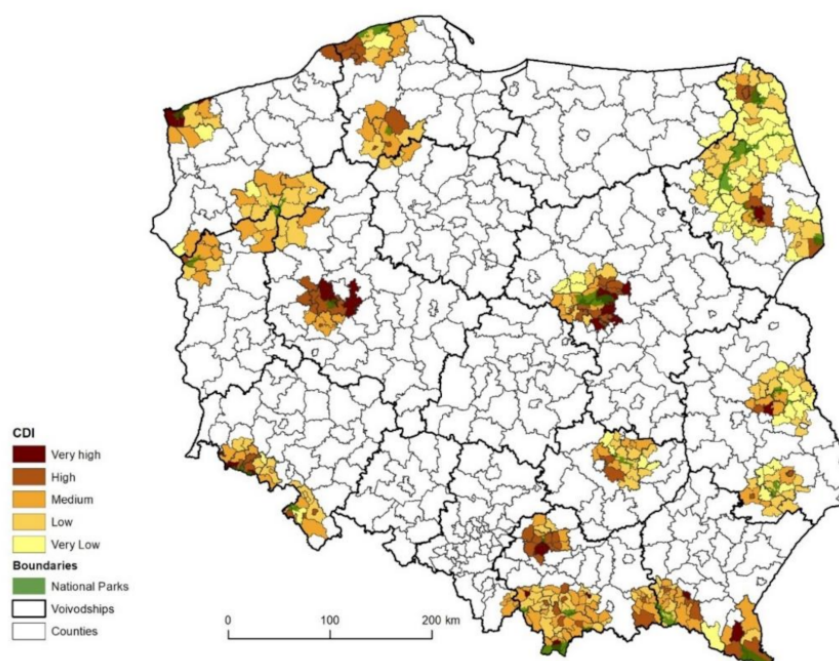 CDI
Very high
High
Medium
Low
Very Low
Boundaries
National Parks
Voivodships
Counties
0 100 200 km